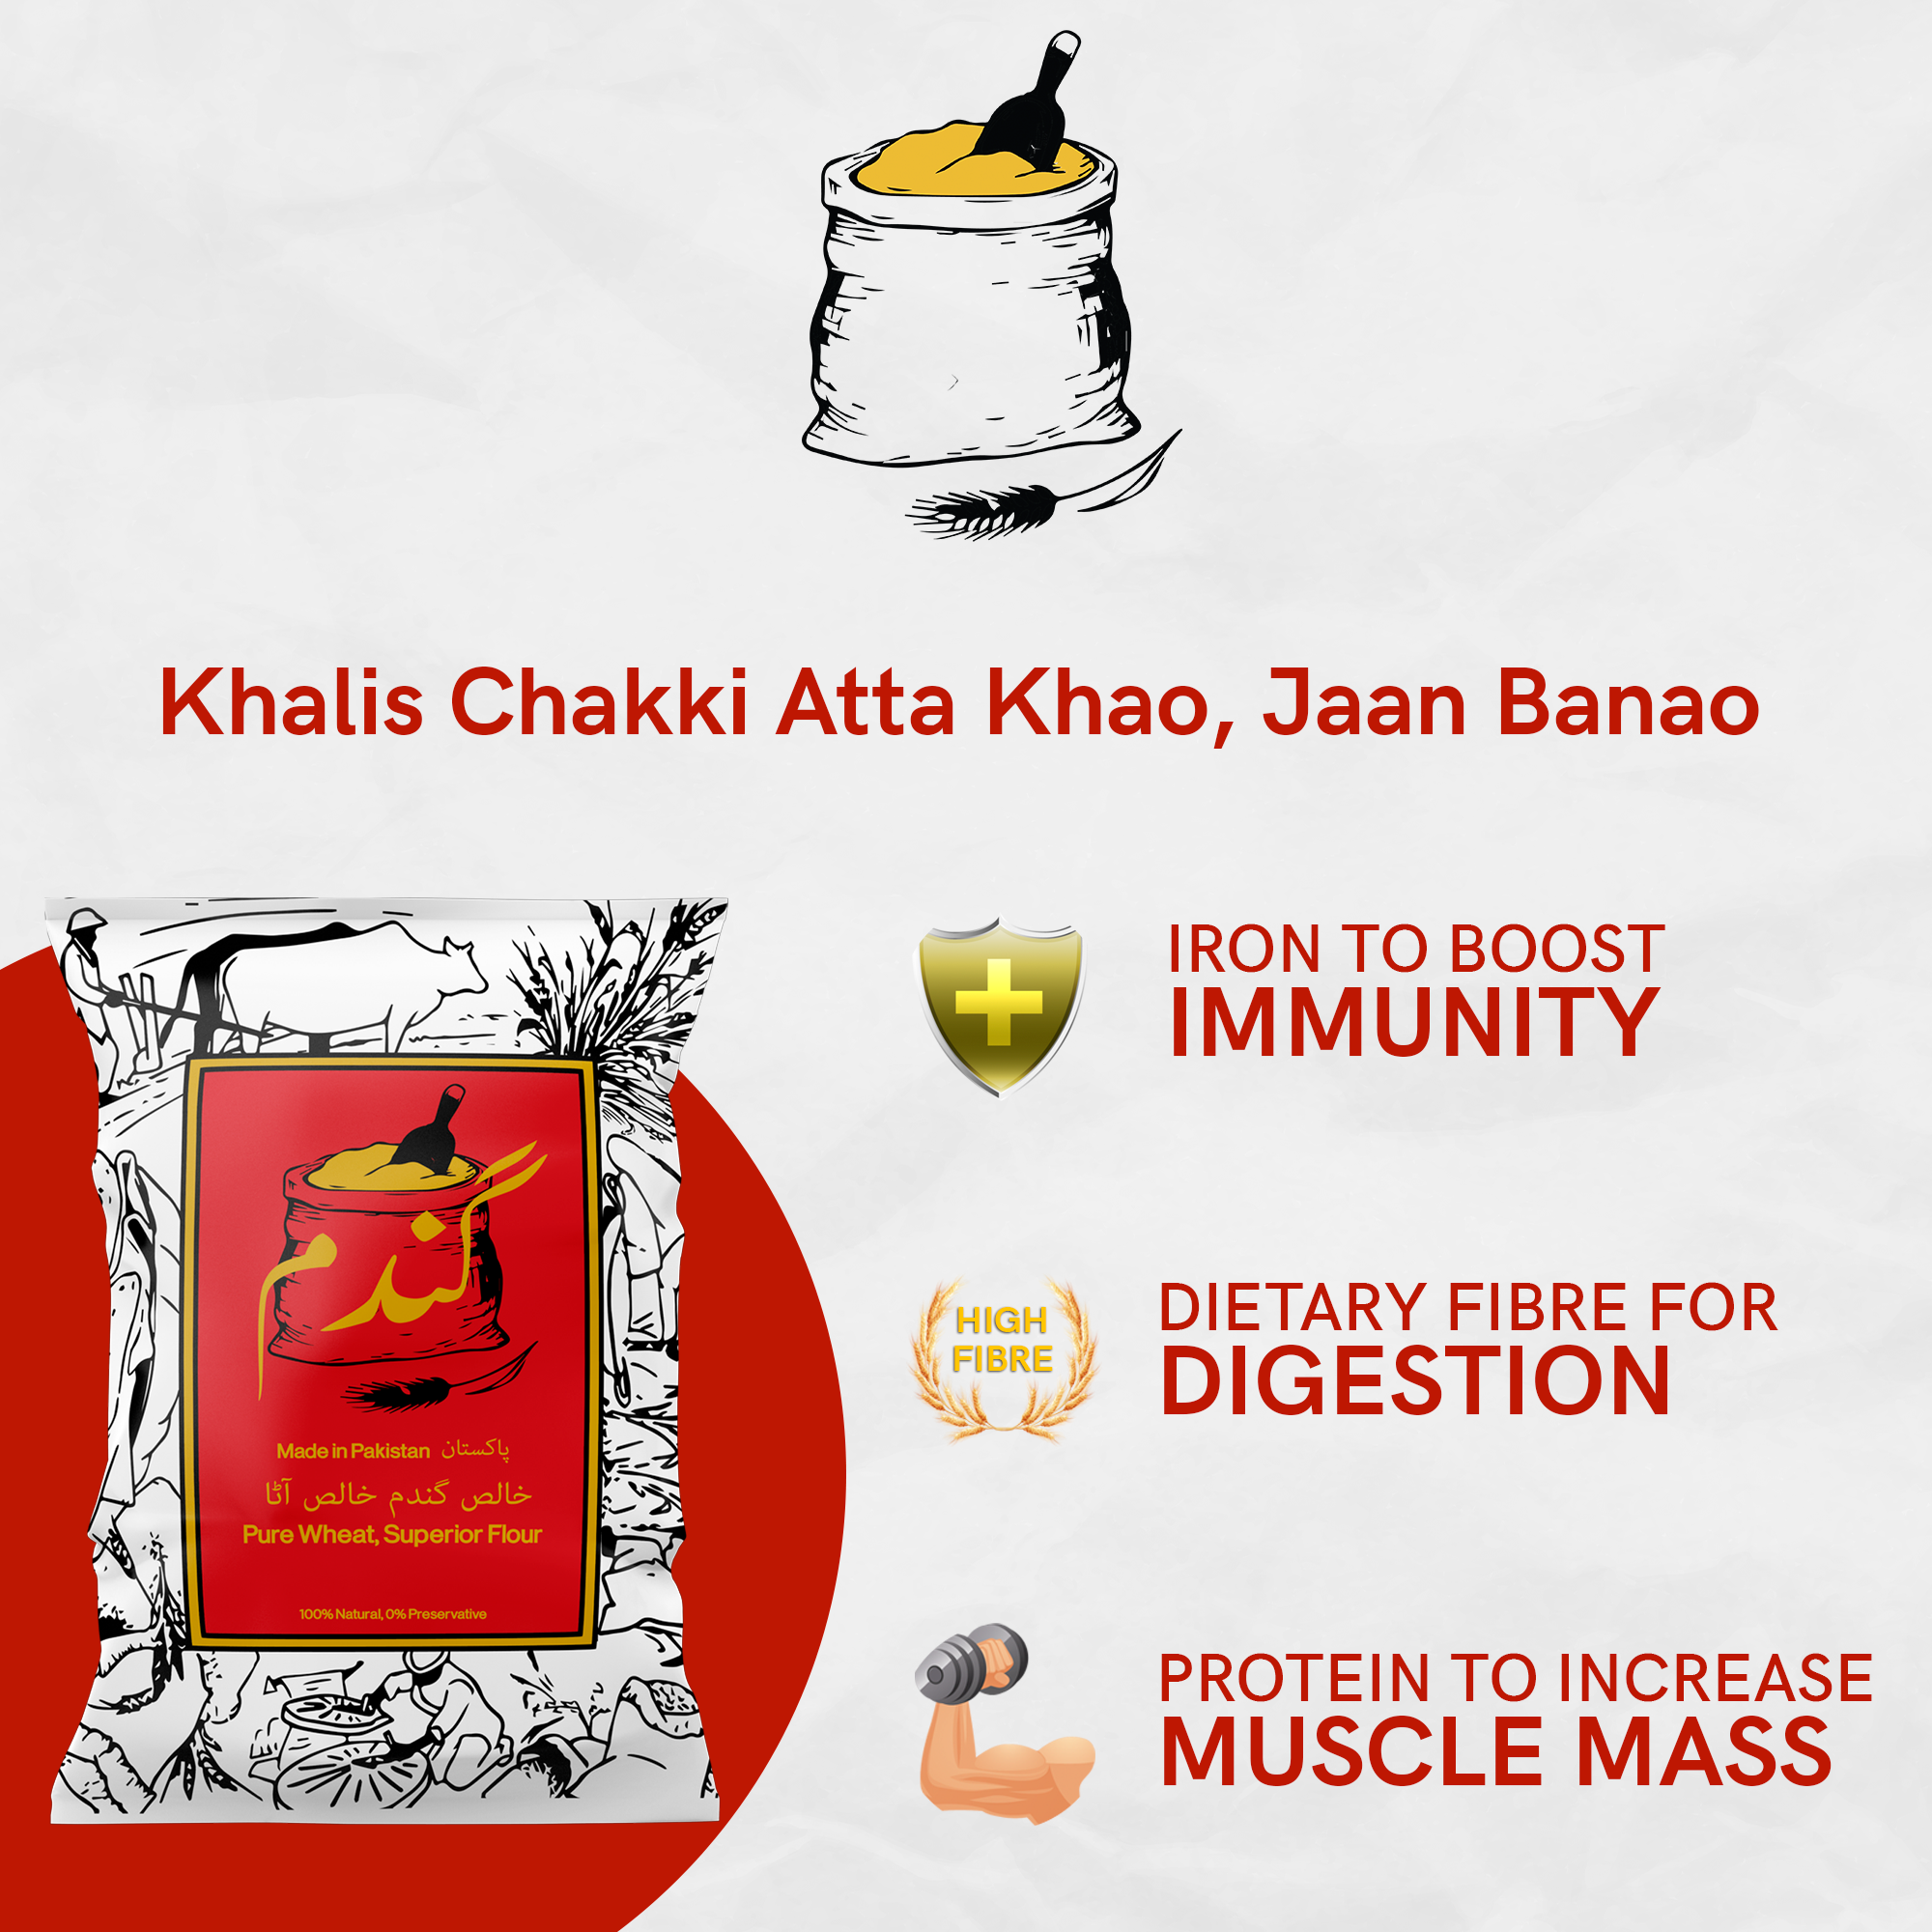 Khalis Chakki Atta Khao, Jaan Banao
IRON TO BOOST
IMMUNITY
گندم
Made in Pakistan پاکستان
خالص گندم خالص آٹا
Pure Wheat, Superior Flour
100% Natural, 0% Preservative
HIGH
FIBRE
DIETARY FIBRE FOR
DIGESTION
PROTEIN TO INCREASE
MUSCLE MASS